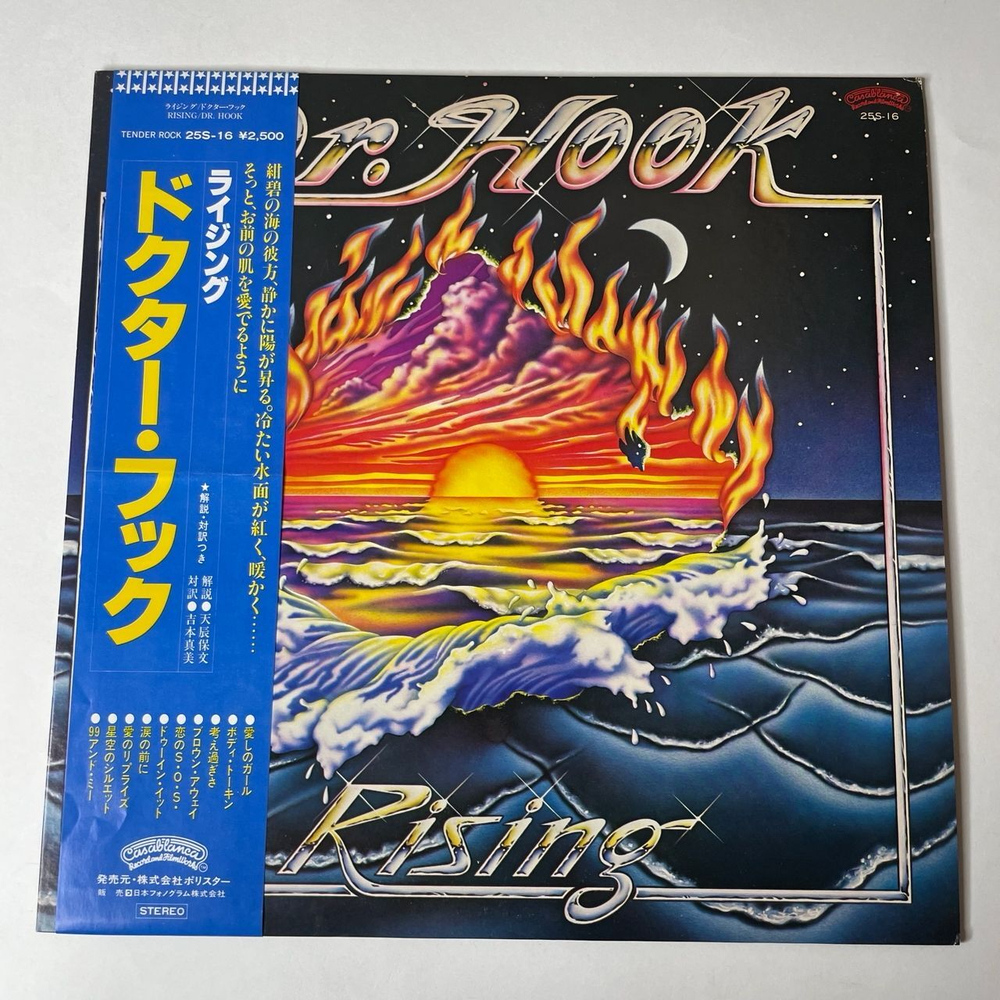 ライジング/ドクター・フック
RISING/DR. HOOK
TENDER ROCK 25S-16 ¥2,500
紺碧の海の彼方、静かに陽が昇る。冷たい水面が紅く、暖かく……
そっと、お前の肌を愛でるように
ライジング
ドクター・フック
★解説・対訳つき
解説●天辰保文
対訳●吉本真美
●愛しのガール
●ボディ・トーキン
●考え過ぎさ
●ブロウン・アウェイ
●恋のS.O.S.
●ドゥーイン・イット
●涙の前に
●愛のリプライズ
●星空のシルエット
●99アンド・ミー
Casablanca
Record and FilmWorks
TM
発売元・株式会社ポリスター
販売 日本フォノグラム株式会社
STEREO
Dr. Hook
Casablanca
Record and FilmWorks
25S-16
Rising